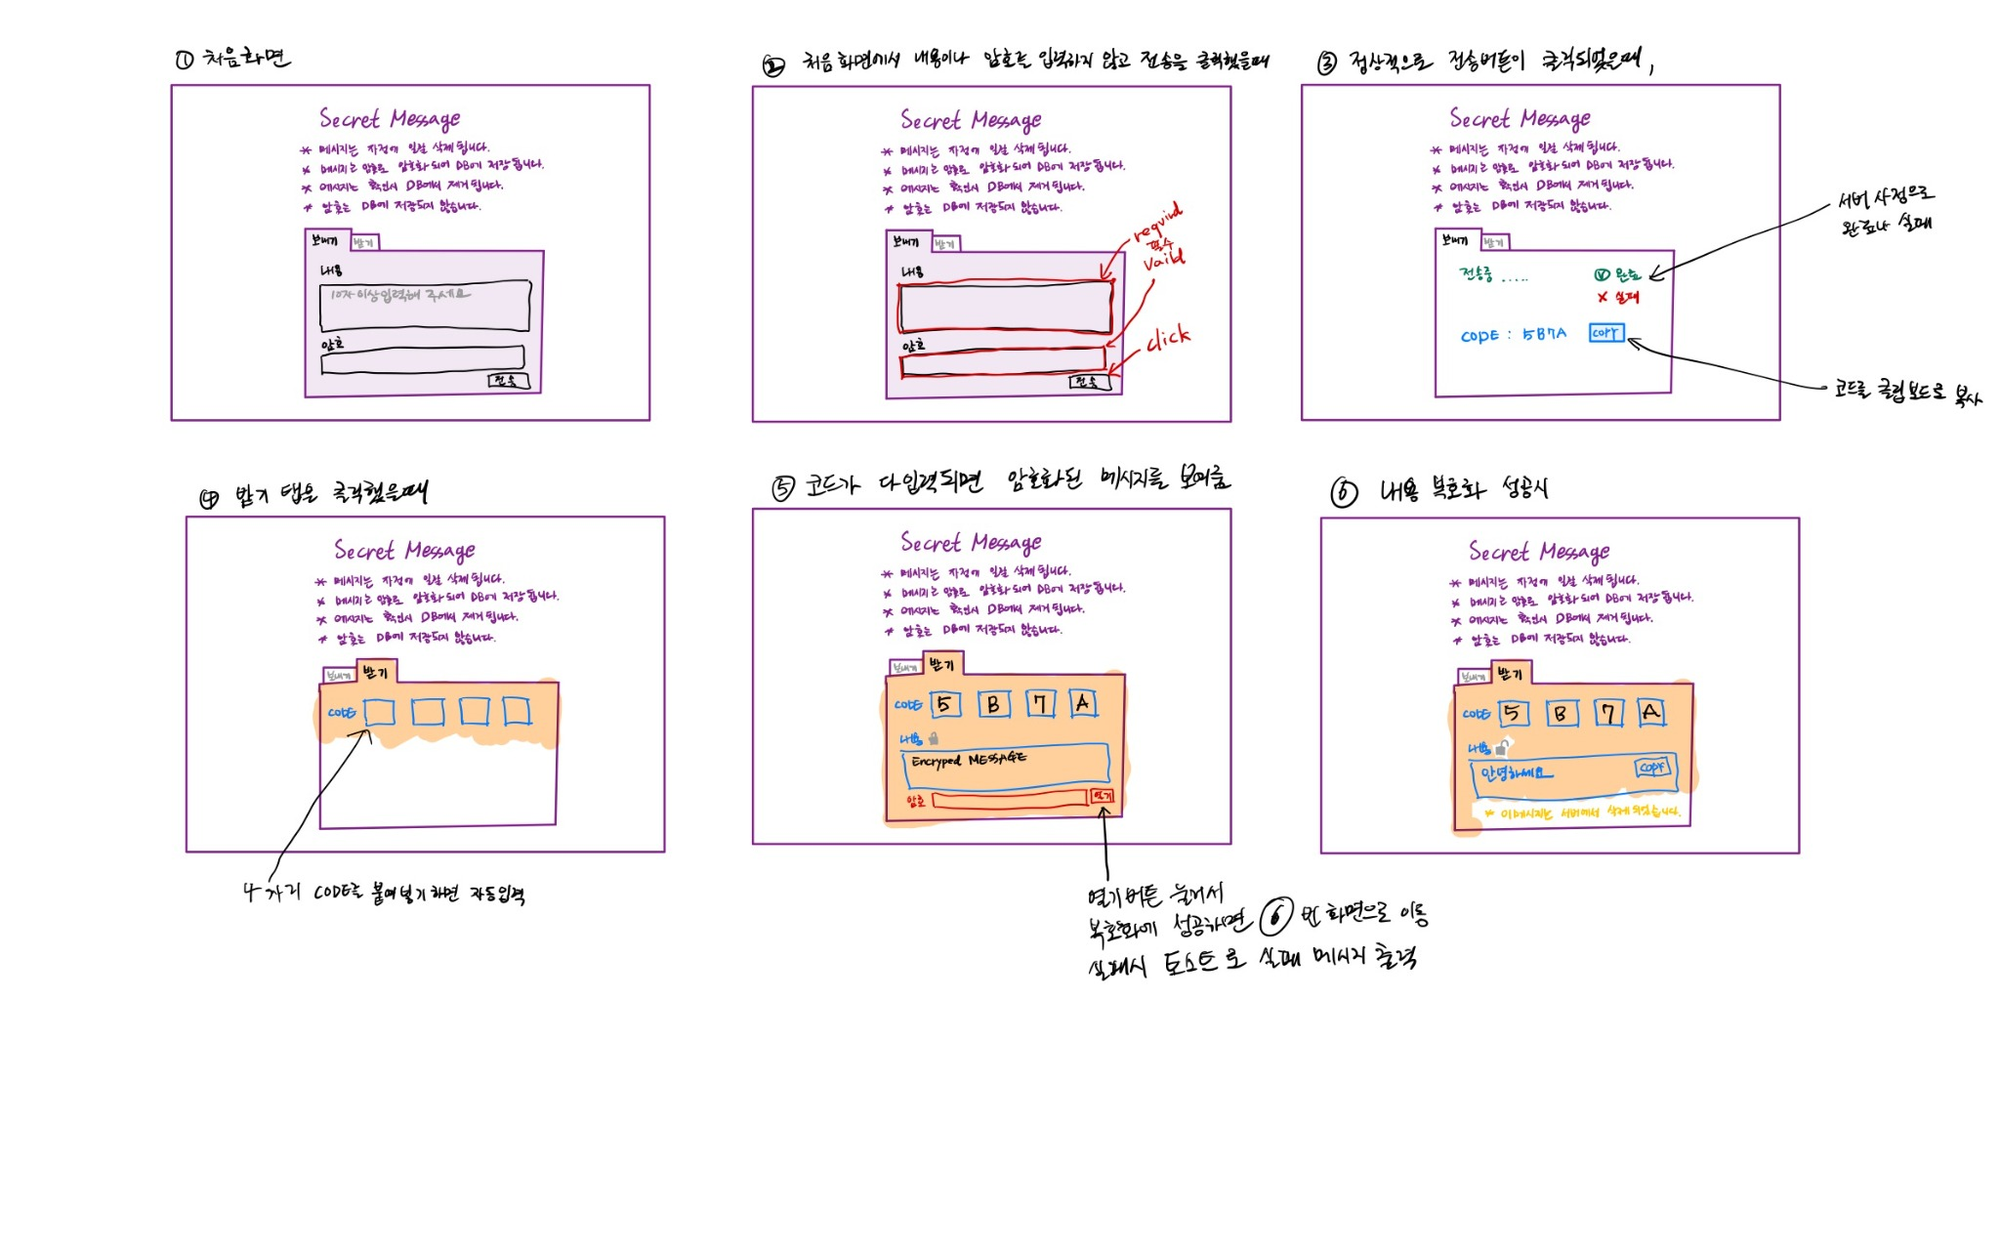 ① 처음화면
Secret Message
* 메시지는 자정에 일괄 삭제됩니다.
* 메시지는 암호로 암호화되어 DB에 저장됩니다.
* 메시지는 확인시 DB에서 제거됩니다.
* 암호는 DB에 저장되지 않습니다.
보내기 받기
내용
10자이상입력해 주세요
암호
전송
② 처음화면에서 내용이나 암호를 입력하지 않고 전송을 클릭했을때
Secret Message
* 메시지는 자정에 일괄 삭제됩니다.
* 메시지는 암호로 암호화되어 DB에 저장됩니다.
* 메시지는 확인시 DB에서 제거됩니다.
* 암호는 DB에 저장되지 않습니다.
보내기 받기
내용
암호
전송
필수
click
③ 정상적으로 전송버튼이 클릭되었을때,
Secret Message
* 메시지는 자정에 일괄 삭제됩니다.
* 메시지는 암호로 암호화되어 DB에 저장됩니다.
* 메시지는 확인시 DB에서 제거됩니다.
* 암호는 DB에 저장되지 않습니다.
보내기 받기
전송중 ..... ⓥ 완료
X 실패
CODE : 5B7A copy
서버 사정으로
완료나 실패
코드를 클립보드로 복사
④ 받기 탭을 클릭했을때
Secret Message
* 메시지는 자정에 일괄 삭제됩니다.
* 메시지는 암호로 암호화되어 DB에 저장됩니다.
* 메시지는 확인시 DB에서 제거됩니다.
* 암호는 DB에 저장되지 않습니다.
보내기 받기
CODE
4자리 CODE를 붙여넣기하면 자동입력
⑤ 코드가 다입력되면 암호화된 메시지를 보여줌
Secret Message
* 메시지는 자정에 일괄 삭제됩니다.
* 메시지는 암호로 암호화되어 DB에 저장됩니다.
* 메시지는 확인시 DB에서 제거됩니다.
* 암호는 DB에 저장되지 않습니다.
보내기 받기
CODE 5 B 7 A
내용
Encryped MESSAGE
암호 열기
열기버튼 눌러서
복호화에 성공하면 ⑥번 화면으로 이동
실패시 토스트로 실패 메시지 출력
⑥ 내용 복호화 성공시
Secret Message
* 메시지는 자정에 일괄 삭제됩니다.
* 메시지는 암호로 암호화되어 DB에 저장됩니다.
* 메시지는 확인시 DB에서 제거됩니다.
* 암호는 DB에 저장되지 않습니다.
보내기 받기
CODE 5 B 7 A
내용
안녕하세요 copy
* 이메시지는 서버에서 삭제 되었습니다.